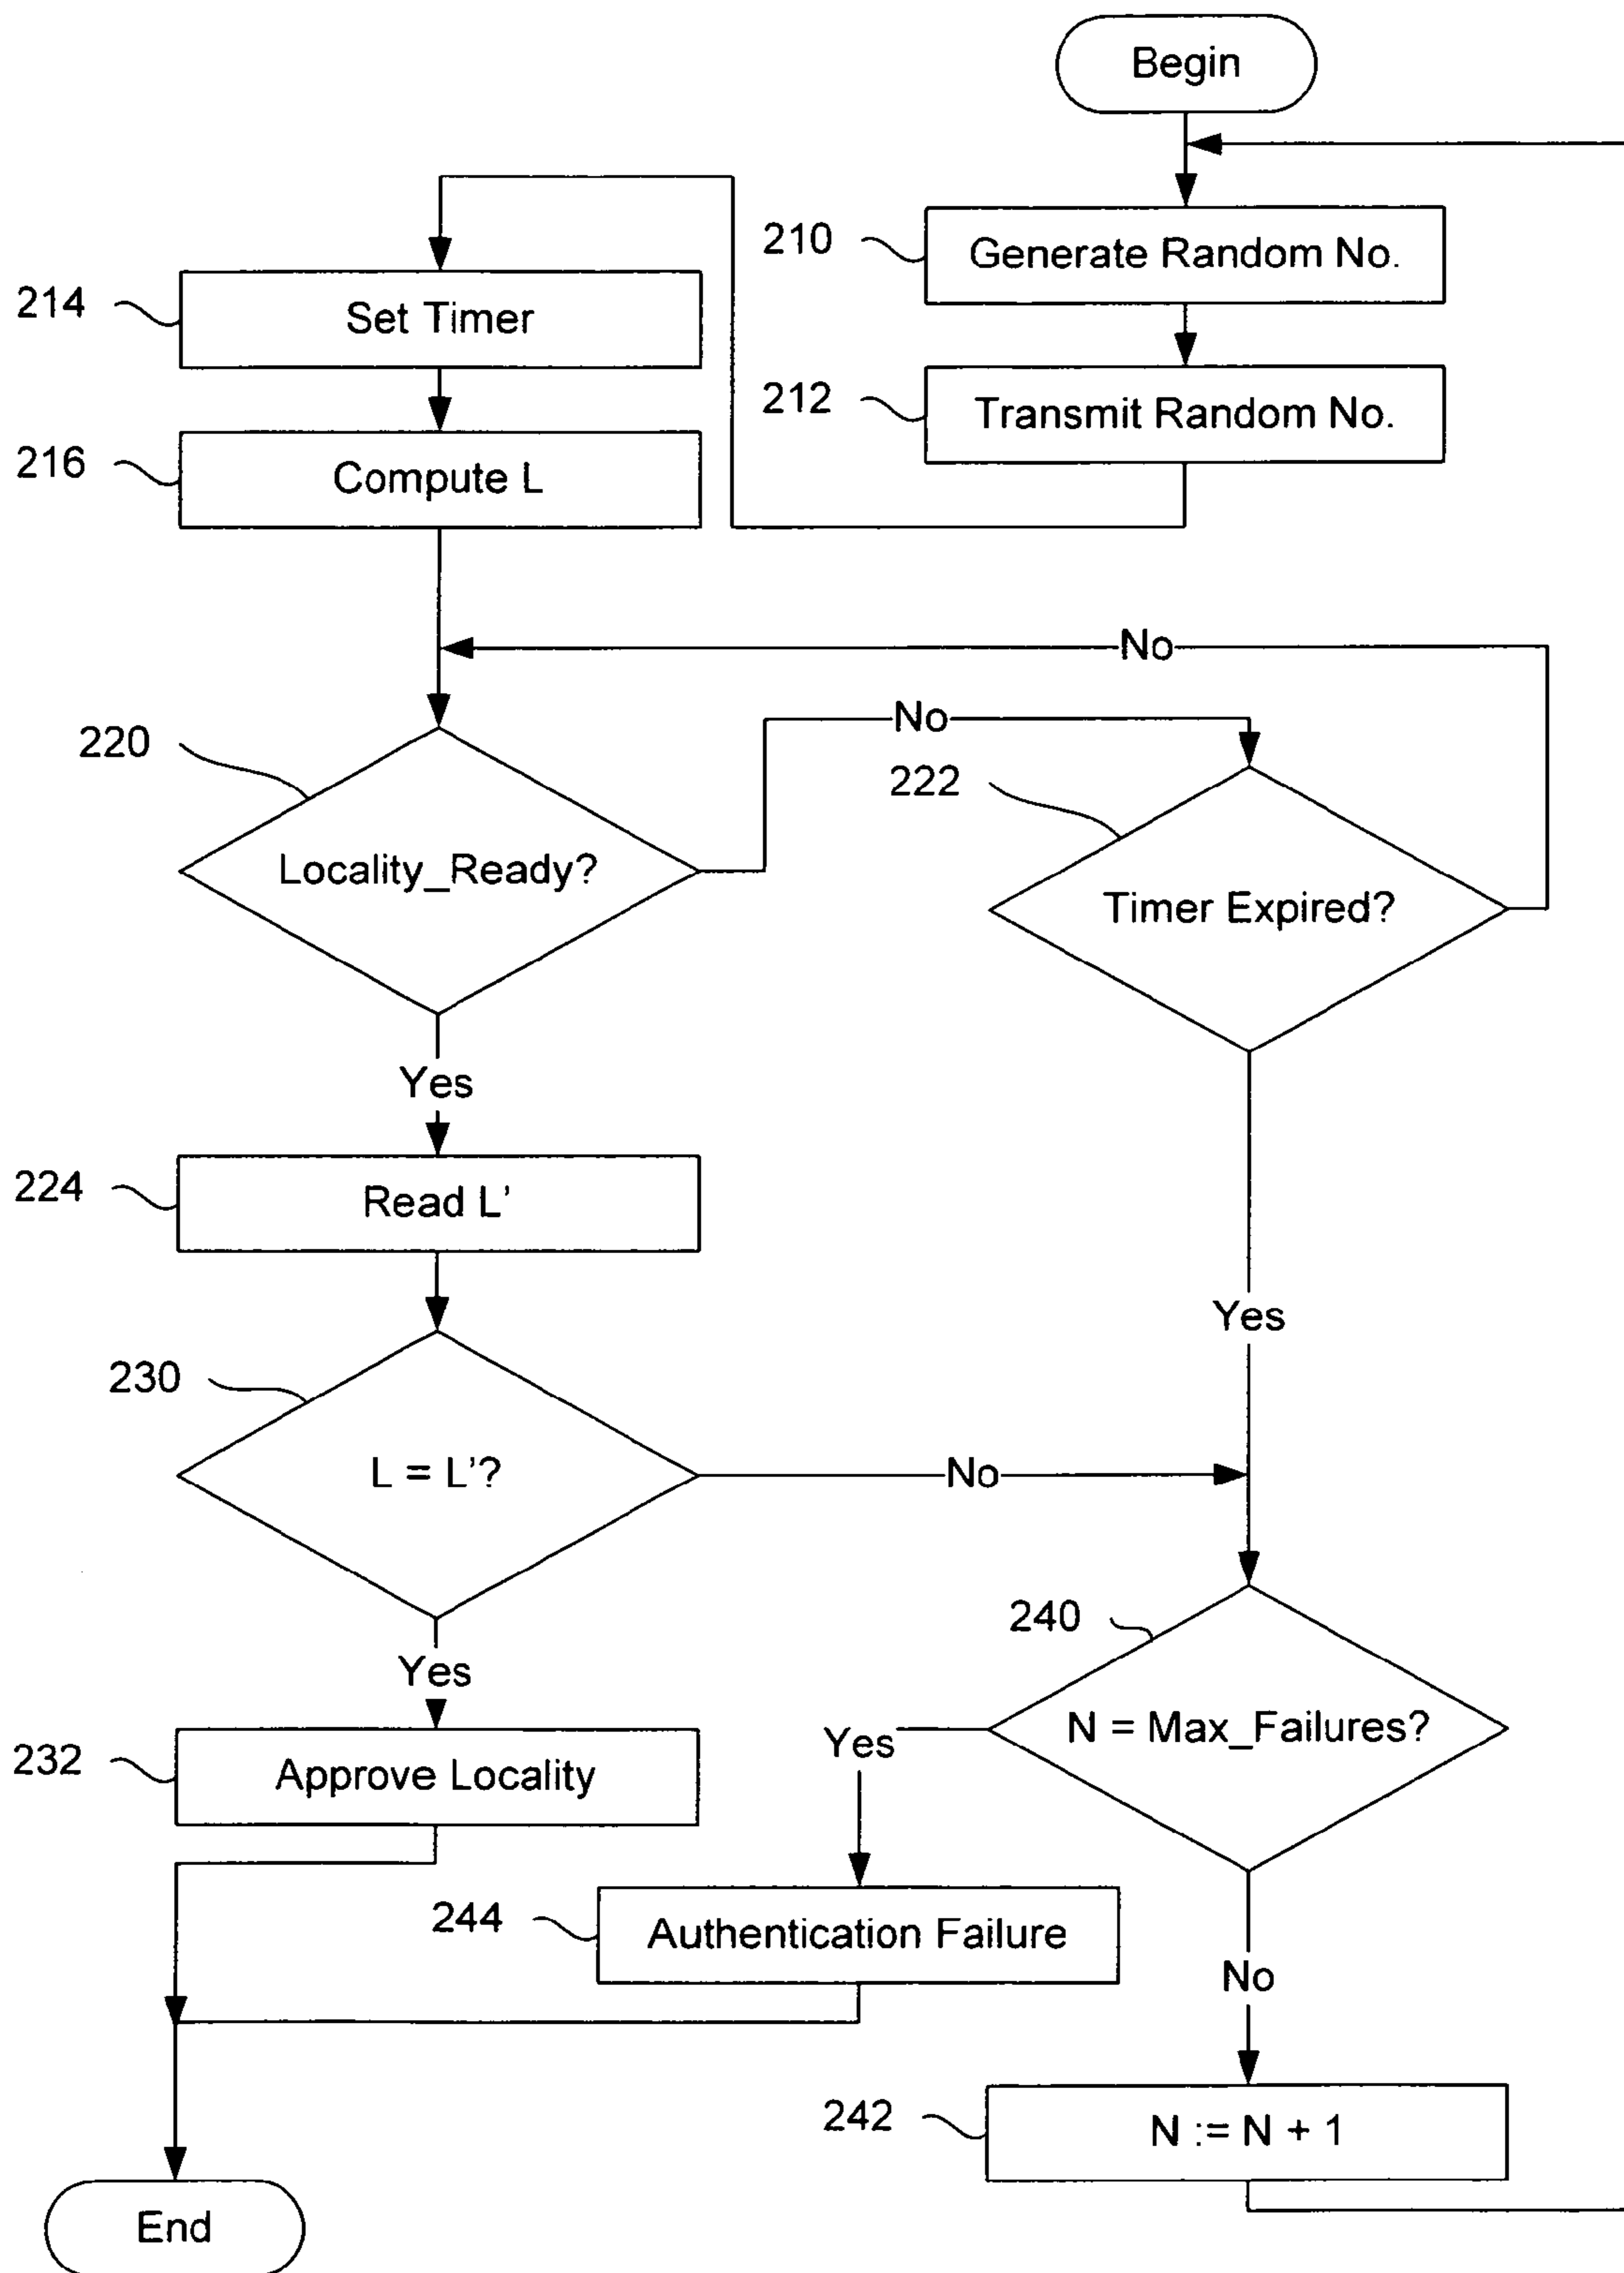 Begin
210
Generate Random No.
214
Set Timer
212
Transmit Random No.
216
Compute L
No
No
220
222
Locality_Ready?
Timer Expired?
Yes
224
Read L'
Yes
230
L = L'?
No
240
Yes
N = Max_Failures?
Yes
232
Approve Locality
244
Authentication Failure
No
242
N := N + 1
End